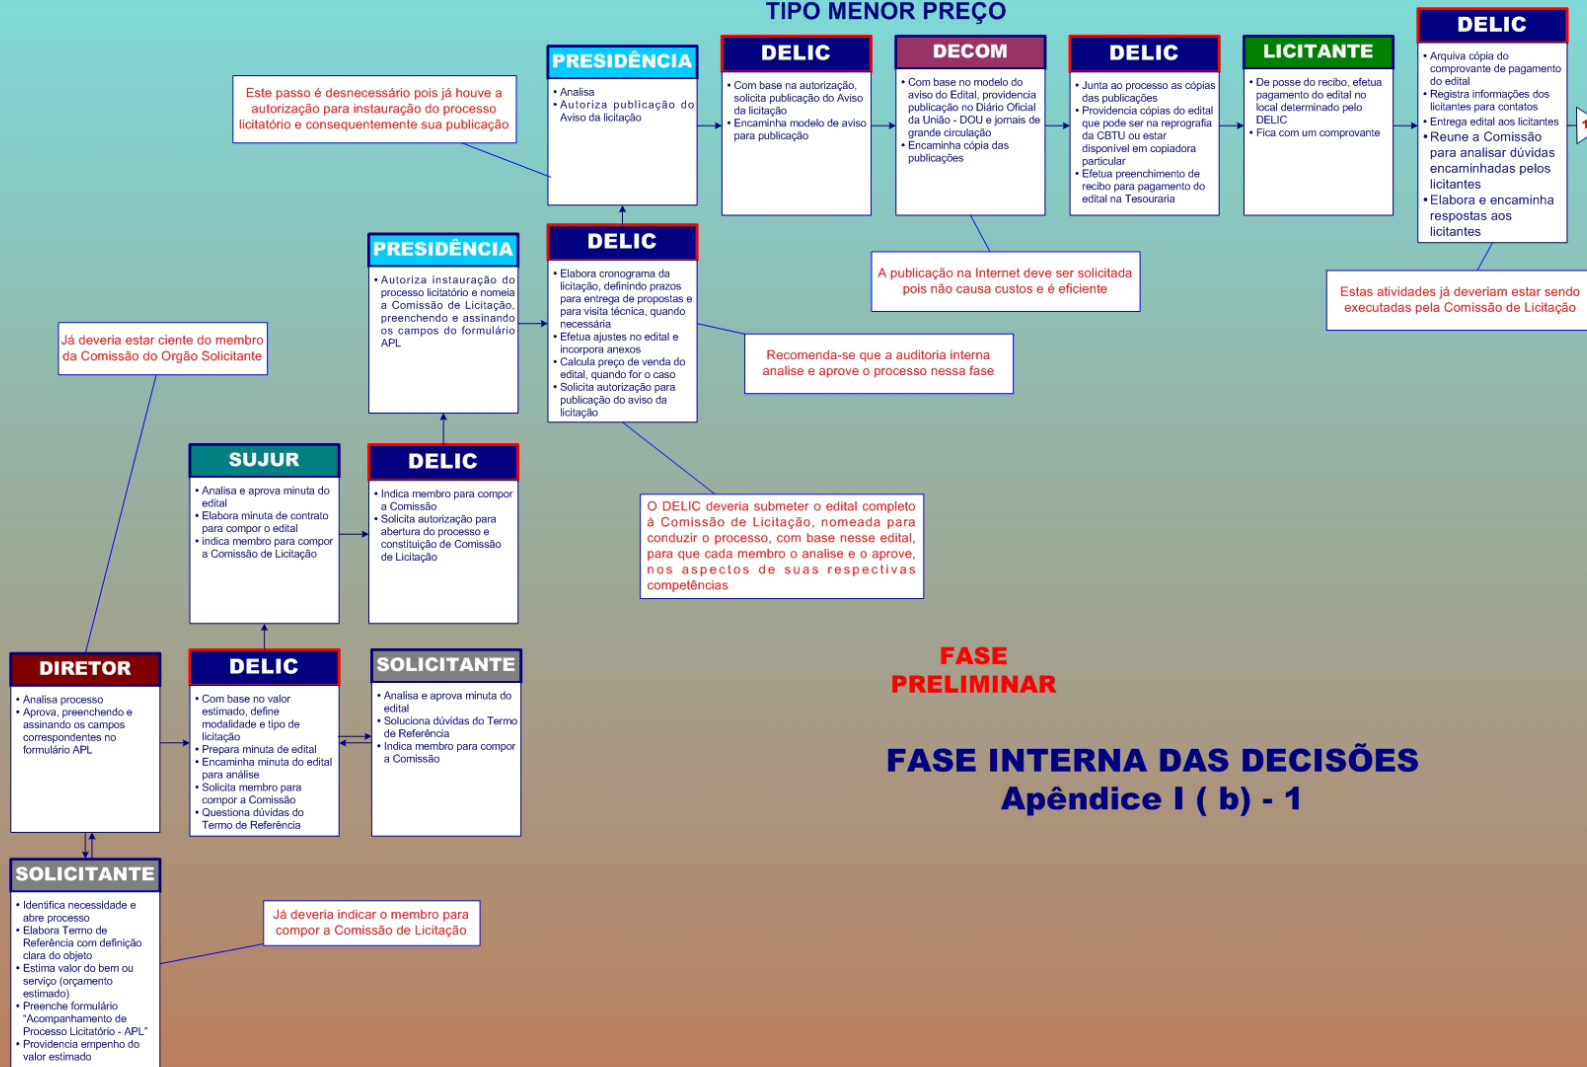 TIPO MENOR PREÇO
PRESIDÊNCIA
• Analisa
• Autoriza publicação do
Aviso da licitação
DELIC
• Com base na autorização,
solicita publicação do Aviso
da licitação
• Encaminha modelo de aviso
para publicação
DECOM
• Com base no modelo do
aviso do Edital, providencia
publicação no Diário Oficial
da União - DOU e jornais de
grande circulação
• Encaminha cópia das
publicações
DELIC
• Junta ao processo as cópias
das publicações
• Providencia cópias do edital
que pode ser na reprografia
da CBTU ou estar
disponível em copiadora
particular
• Efetua preenchimento de
recibo para pagamento do
edital na Tesouraria
LICITANTE
• De posse do recibo, efetua
pagamento do edital no
local determinado pelo
DELIC
• Fica com um comprovante
DELIC
• Arquiva cópia do
comprovante de pagamento
do edital
• Registra informações dos
licitantes para contatos
• Entrega edital aos licitantes
• Reune a Comissão
para analisar dúvidas
encaminhadas pelos
licitantes
• Elabora e encaminha
respostas aos
licitantes
1
Este passo é desnecessário pois já houve a
autorização para instauração do processo
licitatório e consequentemente sua publicação
PRESIDÊNCIA
• Autoriza instauração do
processo licitatório e nomeia
a Comissão de Licitação,
preenchendo e assinando
os campos do formulário
APL
DELIC
• Elabora cronograma da
licitação, definindo prazos
para entrega de propostas e
para visita técnica, quando
necessária
• Efetua ajustes no edital e
incorpora anexos
• Calcula preço de venda do
edital, quando for o caso
• Solicita autorização para
publicação do aviso da
licitação
A publicação na Internet deve ser solicitada
pois não causa custos e é eficiente
Estas atividades já deveriam estar sendo
executadas pela Comissão de Licitação
Já deveria estar ciente do membro
da Comissão do Orgão Solicitante
Recomenda-se que a auditoria interna
analise e aprove o processo nessa fase
SUJUR
• Analisa e aprova minuta do
edital
• Elabora minuta de contrato
para compor o edital
• indica membro para compor
a Comissão de Licitação
DELIC
• Indica membro para compor
a Comissão
• Solicita autorização para
abertura do processo e
constituição de Comissão
de Licitação
O DELIC deveria submeter o edital completo
à Comissão de Licitação, nomeada para
conduzir o processo, com base nesse edital,
para que cada membro o analise e o aprove,
nos aspectos de suas respectivas
competências
DIRETOR
• Analisa processo
• Aprova, preenchendo e
assinando os campos
correspondentes no
formulário APL
DELIC
• Com base no valor
estimado, define
modalidade e tipo de
licitação
• Prepara minuta de edital
• Encaminha minuta do edital
para análise
• Solicita membro para
compor a Comissão
• Questiona dúvidas do
Termo de Referência
SOLICITANTE
• Analisa e aprova minuta do
edital
• Soluciona dúvidas do Termo
de Referência
• Indica membro para compor
a Comissão
FASE
PRELIMINAR
FASE INTERNA DAS DECISÕES
Apêndice I ( b) - 1
SOLICITANTE
• Identifica necessidade e
abre processo
• Elabora Termo de
Referência com definição
clara do objeto
• Estima valor do bem ou
serviço (orçamento
estimado)
• Preenche formulário
"Acompanhamento de
Processo Licitatório - APL"
• Providencia empenho do
valor estimado
Já deveria indicar o membro para
compor a Comissão de Licitação